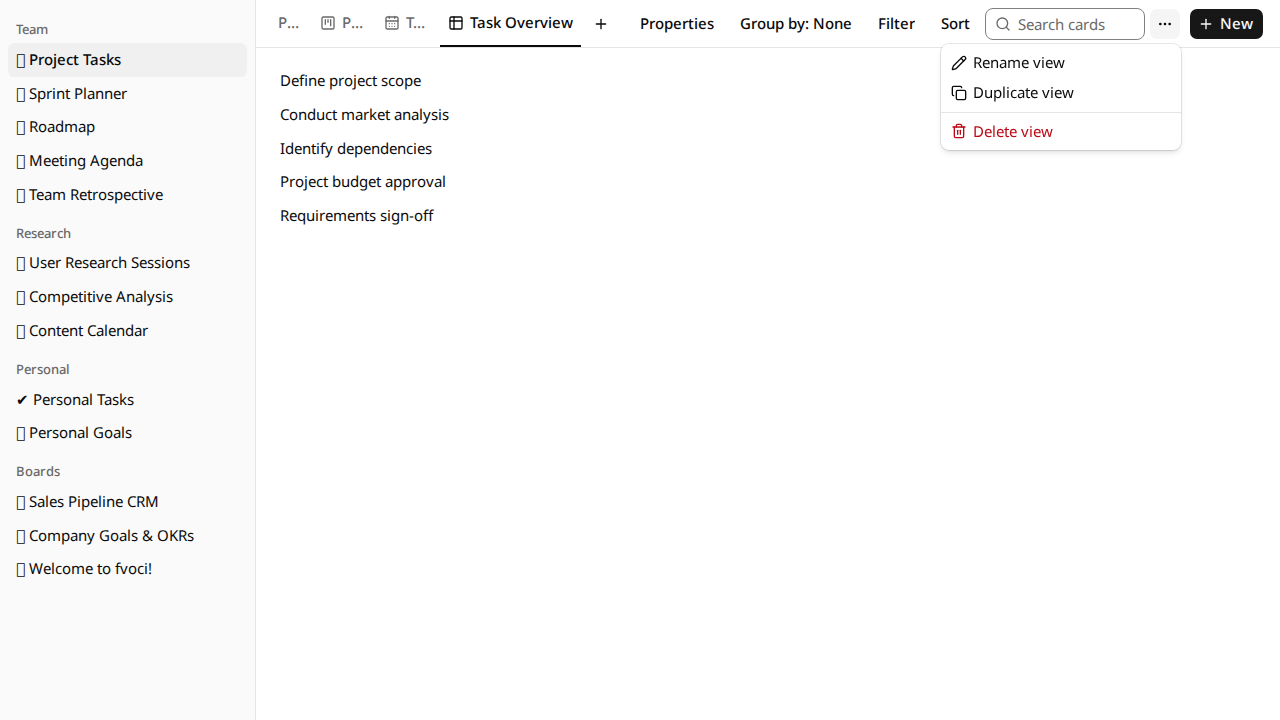 Team
Project Tasks
Sprint Planner
Roadmap
Meeting Agenda
Team Retrospective
Research
User Research Sessions
Competitive Analysis
Content Calendar
Personal
✔ Personal Tasks
Personal Goals
Boards
Sales Pipeline CRM
Company Goals & OKRs
Welcome to fvoci!
P... P... T... Task Overview + Properties Group by: None Filter Sort Search cards ··· + New
Define project scope
Conduct market analysis
Identify dependencies
Project budget approval
Requirements sign-off
Rename view
Duplicate view
Delete view